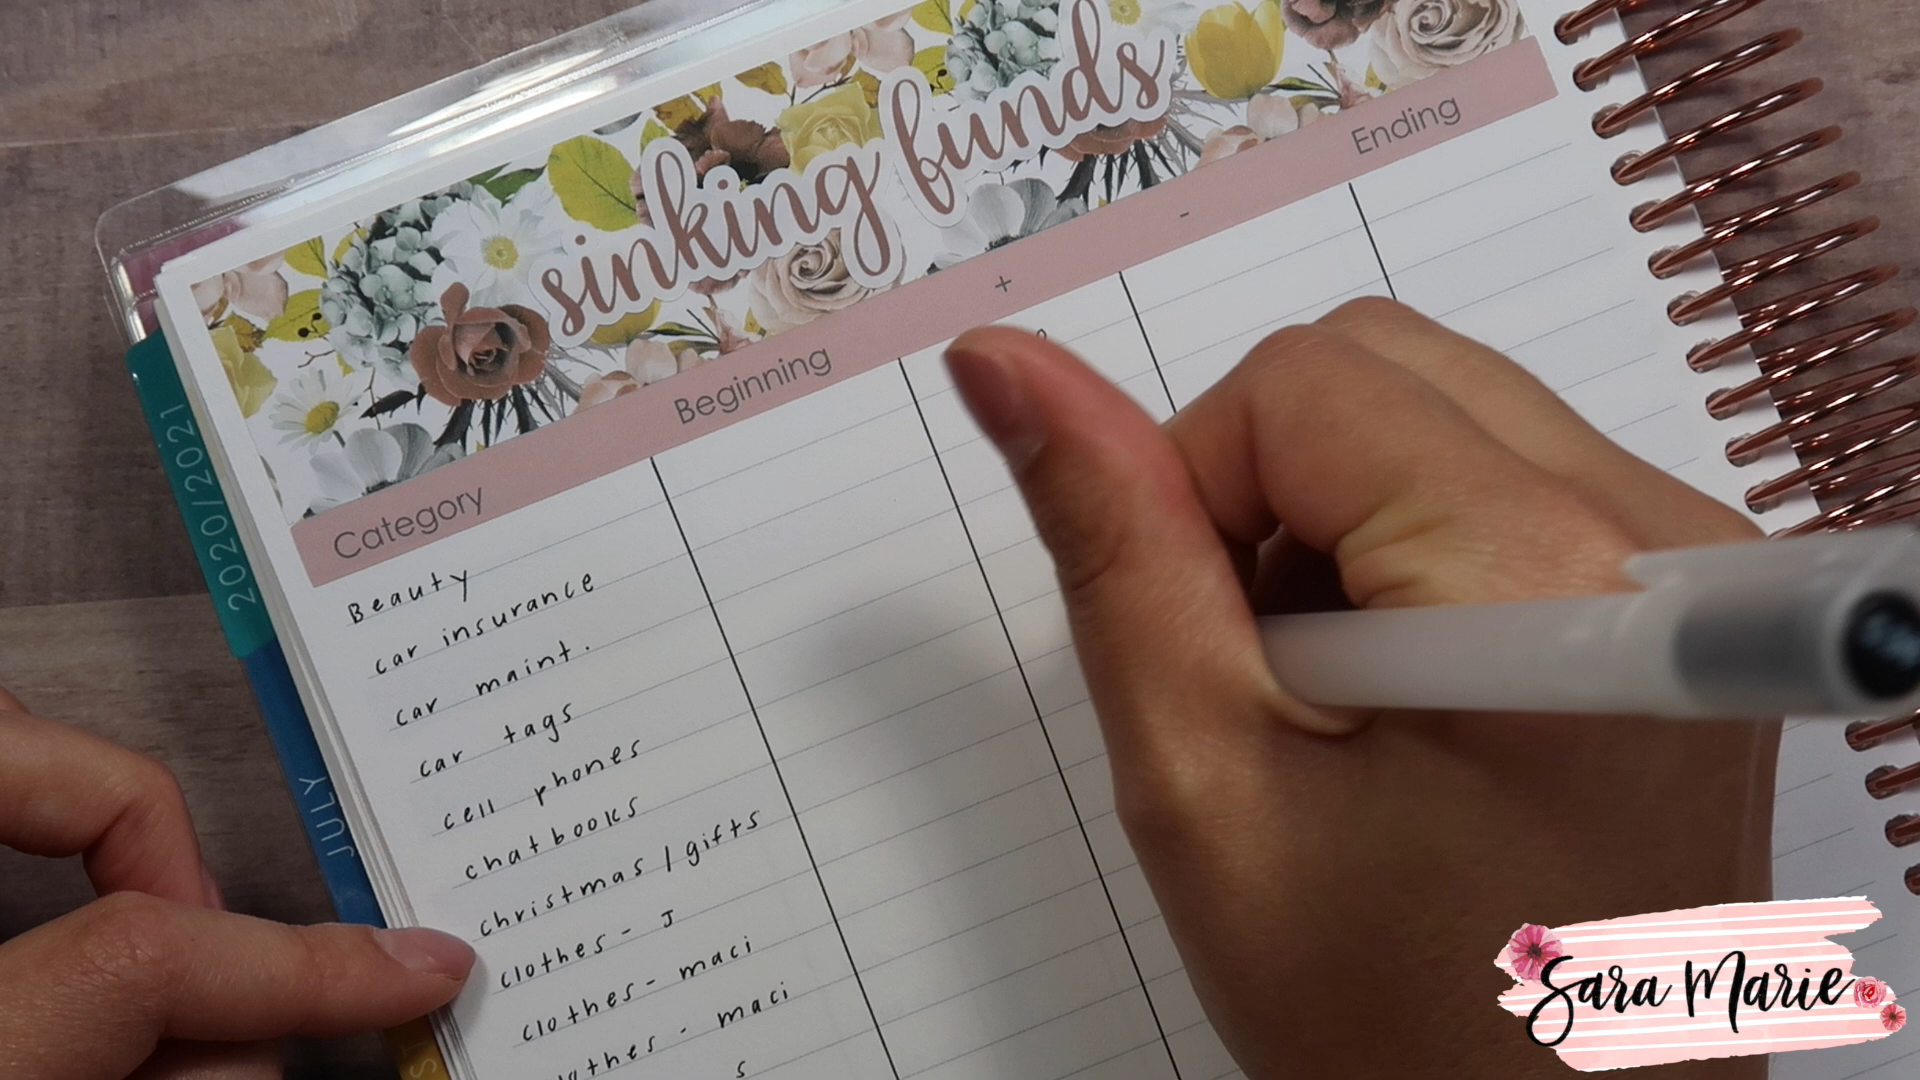 sinking funds
Category Beginning + - Ending
Beauty
car insurance
car maint.
car tags
cell phones
chatbooks
christmas / gifts
clothes - J
clothes - maci
clothes - maci
s
2020/2021
JULY
ST
Sara Marie